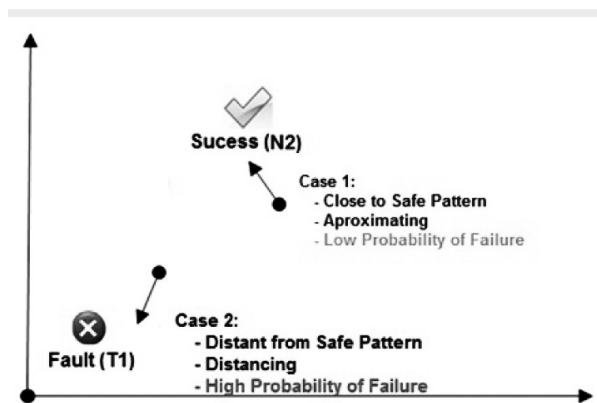 Sucess (N2)
Case 1:
- Close to Safe Pattern
- Aproximating
- Low Probability of Failure
Case 2:
- Distant from Safe Pattern
- Distancing
- High Probability of Failure
Fault (T1)